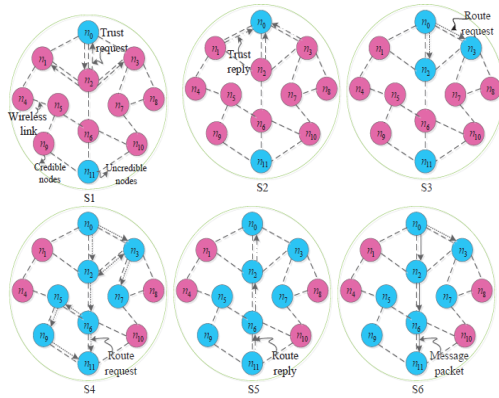 n0
Trust
request
n1
n3
n2
n4
n5
n7
n8
Wireless
link
n9
n6
n10
Credible
nodes
n11
Uncredible
nodes
S1
n0
n1
n3
Trust
reply
n2
n4
n5
n7
n8
n6
n9
n10
n11
S2
Route
request
n0
n1
n3
n2
n4
n5
n7
n8
n6
n9
n10
n11
S3
n0
n1
n3
n2
n4
n5
n7
n8
n6
n9
n10
n11
Route
request
S4
n0
n1
n3
n2
n4
n5
n7
n8
n6
n9
n10
n11
Route
reply
S5
n0
n1
n3
n2
n4
n5
n7
n8
n6
n9
n10
n11
Message
packet
S6